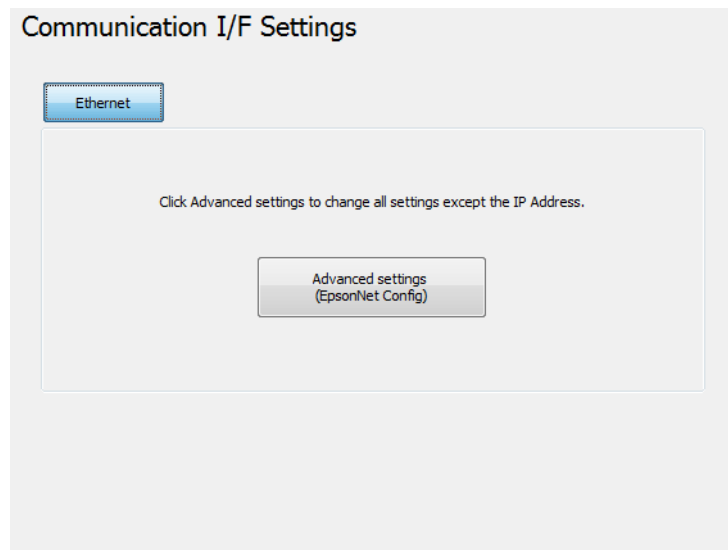 Communication I/F Settings
Ethernet
Click Advanced settings to change all settings except the IP Address.
Advanced settings
(EpsonNet Config)